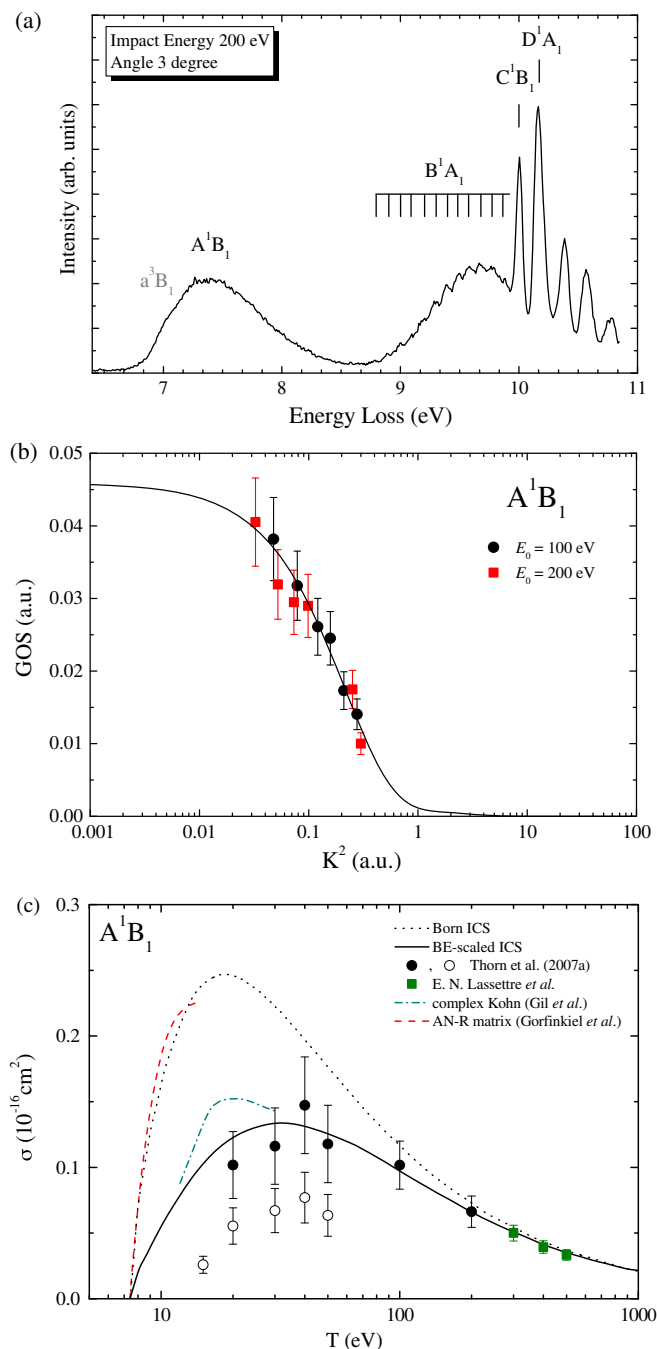 (a)
Impact Energy 200 eV
Angle 3 degree
D¹A₁
C¹B₁
B¹A₁
A¹B₁
a³B₁
Intensity (arb. units)
7 8 9 10 11
Energy Loss (eV)
(b)
0.05
0.04
0.03
0.02
0.01
0.00
GOS (a.u.)
A¹B₁
E₀ = 100 eV
E₀ = 200 eV
0.001 0.01 0.1 1 10 100
K² (a.u.)
(c)
A¹B₁
Born ICS
BE-scaled ICS
, Thorn et al. (2007a)
E. N. Lassettre et al.
complex Kohn (Gil et al.)
AN-R matrix (Gorfinkiel et al.)
0.3
0.2
0.1
0.0
σ (10⁻¹⁶cm²)
10 100 1000
T (eV)